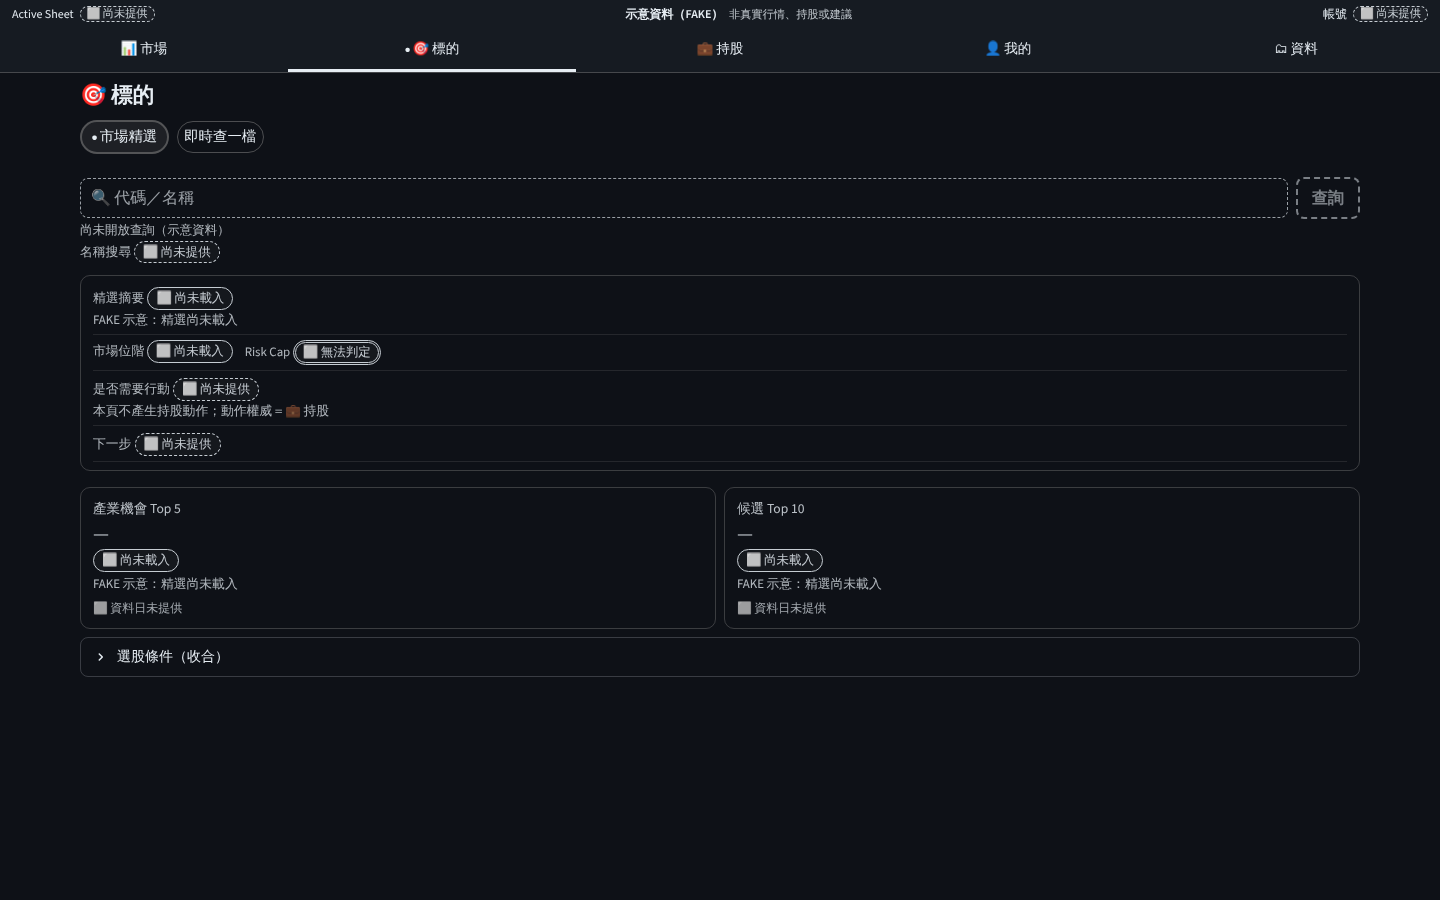 Active Sheet ⬜ 尚未提供 示意資料（FAKE） 非真實行情、持股或建議 帳號 ⬜ 尚未提供
📊 市場 • 🎯 標的 💼 持股 👤 我的 🗂 資料
🎯 標的
• 市場精選 即時查一檔
🔍 代碼／名稱 查詢
尚未開放查詢（示意資料）
名稱搜尋 ⬜ 尚未提供
精選摘要 ⬜ 尚未載入
FAKE 示意：精選尚未載入
市場位階 ⬜ 尚未載入 Risk Cap ⬜ 無法判定
是否需要行動 ⬜ 尚未提供
本頁不產生持股動作；動作權威＝💼 持股
下一步 ⬜ 尚未提供
產業機會 Top 5
—
⬜ 尚未載入
FAKE 示意：精選尚未載入
⬜ 資料日未提供
候選 Top 10
—
⬜ 尚未載入
FAKE 示意：精選尚未載入
⬜ 資料日未提供
選股條件（收合）